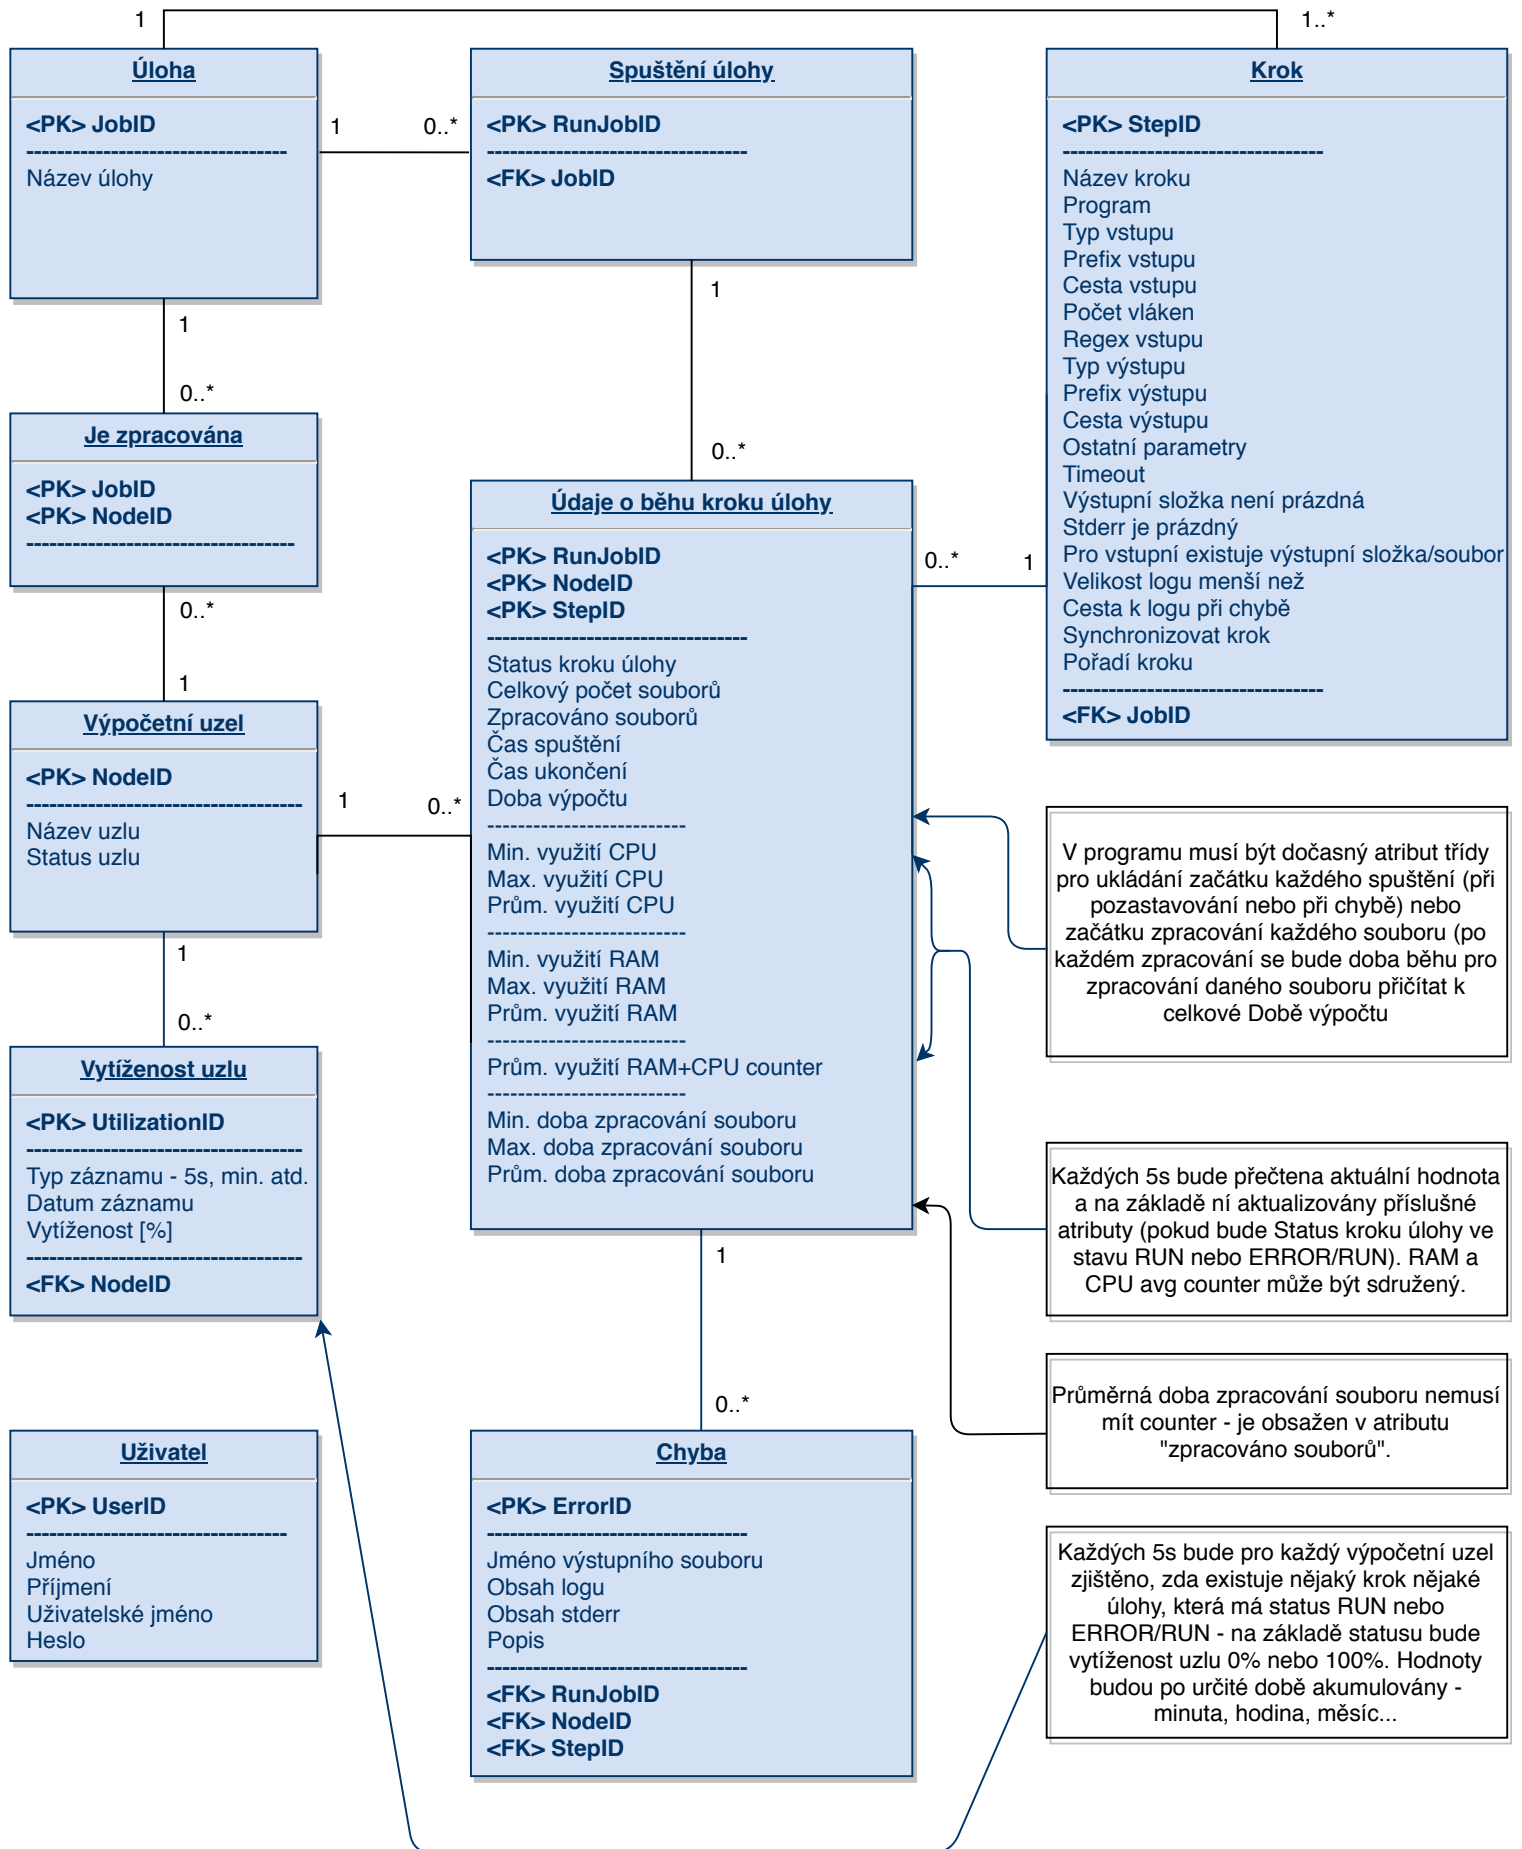 1
1..*
Úloha
<PK> JobID
----------------------------------
Název úlohy
1
0..*
Spuštění úlohy
<PK> RunJobID
----------------------------------
<FK> JobID
Krok
<PK> StepID
----------------------------------
Název kroku
Program
Typ vstupu
Prefix vstupu
Cesta vstupu
Počet vláken
Regex vstupu
Typ výstupu
Prefix výstupu
Cesta výstupu
Ostatní parametry
Timeout
Výstupní složka není prázdná
Stderr je prázdný
Pro vstupní existuje výstupní složka/soubor
Velikost logu menší než
Cesta k logu při chybě
Synchronizovat krok
Pořadí kroku
----------------------------------
<FK> JobID
1
0..*
1
0..*
Je zpracována
<PK> JobID
<PK> NodeID
-----------------------------------
0..*
1
Výpočetní uzel
<PK> NodeID
------------------------------------
Název uzlu
Status uzlu
1
0..*
Údaje o běhu kroku úlohy
<PK> RunJobID
<PK> NodeID
<PK> StepID
----------------------------------
Status kroku úlohy
Celkový počet souborů
Zpracováno souborů
Čas spuštění
Čas ukončení
Doba výpočtu
--------------------------
Min. využití CPU
Max. využití CPU
Prům. využití CPU
--------------------------
Min. využití RAM
Max. využití RAM
Prům. využití RAM
--------------------------
Prům. využití RAM+CPU counter
--------------------------
Min. doba zpracování souboru
Max. doba zpracování souboru
Prům. doba zpracování souboru
0..*
1
V programu musí být dočasný atribut třídy
pro ukládání začátku každého spuštění (při
pozastavování nebo při chybě) nebo
začátku zpracování každého souboru (po
každém zpracování se bude doba běhu pro
zpracování daného souboru přičítat k
celkové Době výpočtu
1
0..*
Vytíženost uzlu
<PK> UtilizationID
------------------------------------
Typ záznamu - 5s, min. atd.
Datum záznamu
Vytíženost [%]
------------------------------------
<FK> NodeID
Každých 5s bude přečtena aktuální hodnota
a na základě ní aktualizovány příslušné
atributy (pokud bude Status kroku úlohy ve
stavu RUN nebo ERROR/RUN). RAM a
CPU avg counter může být sdružený.
1
0..*
Průměrná doba zpracování souboru nemusí
mít counter - je obsažen v atributu
"zpracováno souborů".
Uživatel
<PK> UserID
----------------------------------
Jméno
Příjmení
Uživatelské jméno
Heslo
Chyba
<PK> ErrorID
----------------------------------
Jméno výstupního souboru
Obsah logu
Obsah stderr
Popis
----------------------------------
<FK> RunJobID
<FK> NodeID
<FK> StepID
Každých 5s bude pro každý výpočetní uzel
zjištěno, zda existuje nějaký krok nějaké
úlohy, která má status RUN nebo
ERROR/RUN - na základě statusu bude
vytíženost uzlu 0% nebo 100%. Hodnoty
budou po určité době akumulovány -
minuta, hodina, měsíc...